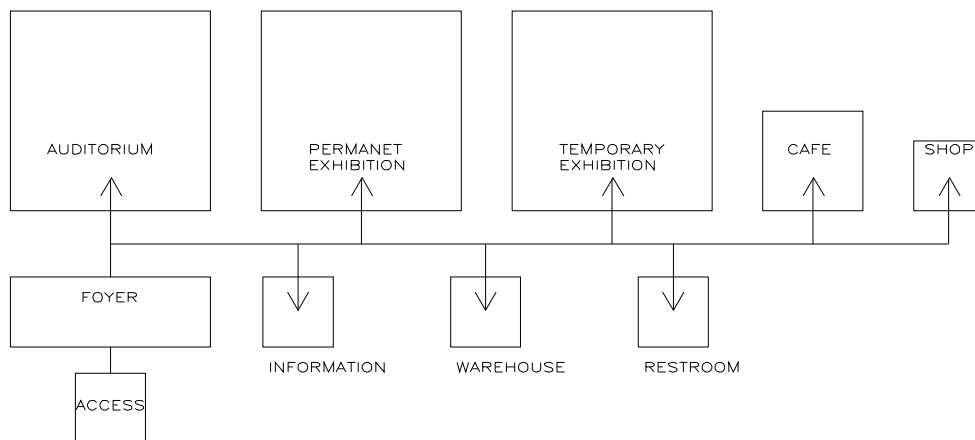 AUDITORIUM
PERMANET
EXHIBITION
TEMPORARY
EXHIBITION
CAFE
SHOP
FOYER
INFORMATION
WAREHOUSE
RESTROOM
ACCESS